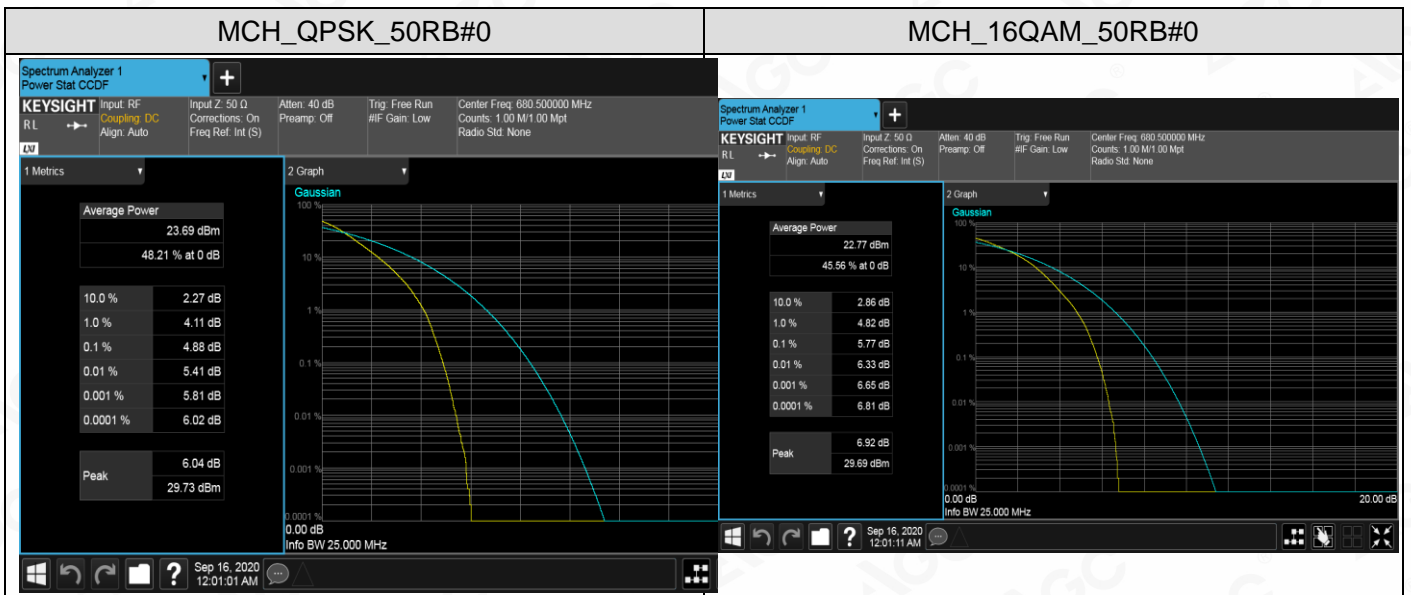 MCH_QPSK_50RB#0
MCH_16QAM_50RB#0
Spectrum Analyzer 1
Power Stat CCDF
+
KEYSIGHT
RL
LXI
Input: RF
Coupling: DC
Align: Auto
Input Z: 50 Ω
Corrections: On
Freq Ref: Int (S)
Atten: 40 dB
Preamp: Off
Trig: Free Run
#IF Gain: Low
Center Freq: 680.500000 MHz
Counts: 1.00 M/1.00 Mpt
Radio Std: None
1 Metrics
Average Power
23.69 dBm
48.21 % at 0 dB
10.0 % 2.27 dB
1.0 % 4.11 dB
0.1 % 4.88 dB
0.01 % 5.41 dB
0.001 % 5.81 dB
0.0001 % 6.02 dB
Peak 6.04 dB
29.73 dBm
2 Graph
Gaussian
100 %
10 %
1 %
0.1 %
0.01 %
0.001 %
0.0001 %
0.00 dB
Info BW 25.000 MHz
?
Sep 16, 2020
12:01:01 AM
Spectrum Analyzer 1
Power Stat CCDF
+
KEYSIGHT
RL
LXI
Input: RF
Coupling: DC
Align: Auto
Input Z: 50 Ω
Corrections: On
Freq Ref: Int (S)
Atten: 40 dB
Preamp: Off
Trig: Free Run
#IF Gain: Low
Center Freq: 680.500000 MHz
Counts: 1.00 M/1.00 Mpt
Radio Std: None
1 Metrics
Average Power
22.77 dBm
45.56 % at 0 dB
10.0 % 2.86 dB
1.0 % 4.82 dB
0.1 % 5.77 dB
0.01 % 6.33 dB
0.001 % 6.65 dB
0.0001 % 6.81 dB
Peak 6.92 dB
29.69 dBm
2 Graph
Gaussian
100 %
10 %
1 %
0.1 %
0.01 %
0.001 %
0.0001 %
0.00 dB
20.00 dB
Info BW 25.000 MHz
?
Sep 16, 2020
12:01:11 AM